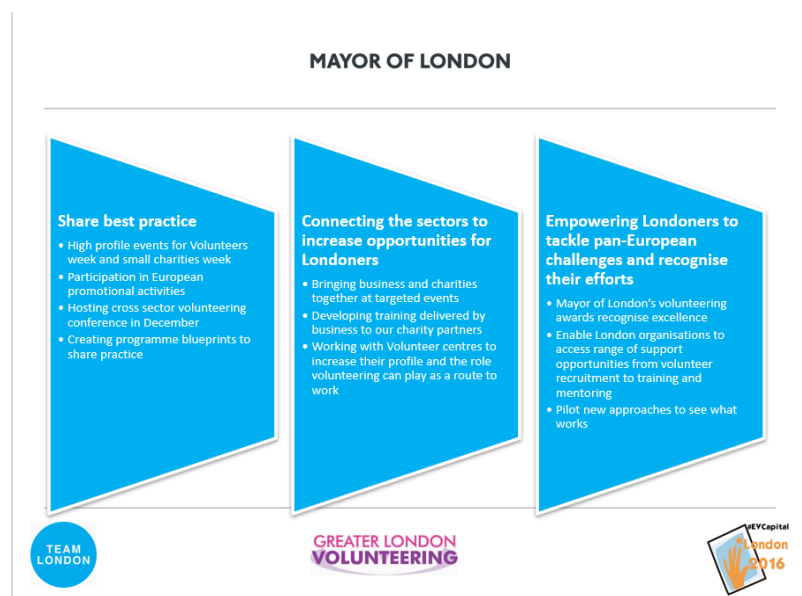 MAYOR OF LONDON
Share best practice
• High profile events for Volunteers
week and small charities week
• Participation in European
promotional activities
• Hosting cross sector volunteering
conference in December
• Creating programme blueprints to
share practice
Connecting the sectors to
increase opportunities for
Londoners
• Bringing business and charities
together at targeted events
• Developing training delivered by
business to our charity partners
• Working with Volunteer centres to
increase their profile and the role
volunteering can play as a route to
work
Empowering Londoners to
tackle pan-European
challenges and recognise
their efforts
• Mayor of London's volunteering
awards recognise excellence
• Enable London organisations to
access range of support
opportunities from volunteer
recruitment to training and
mentoring
• Pilot new approaches to see what
works
TEAM
LONDON
GREATER LONDON
VOLUNTEERING
#EVCapital
London
2016